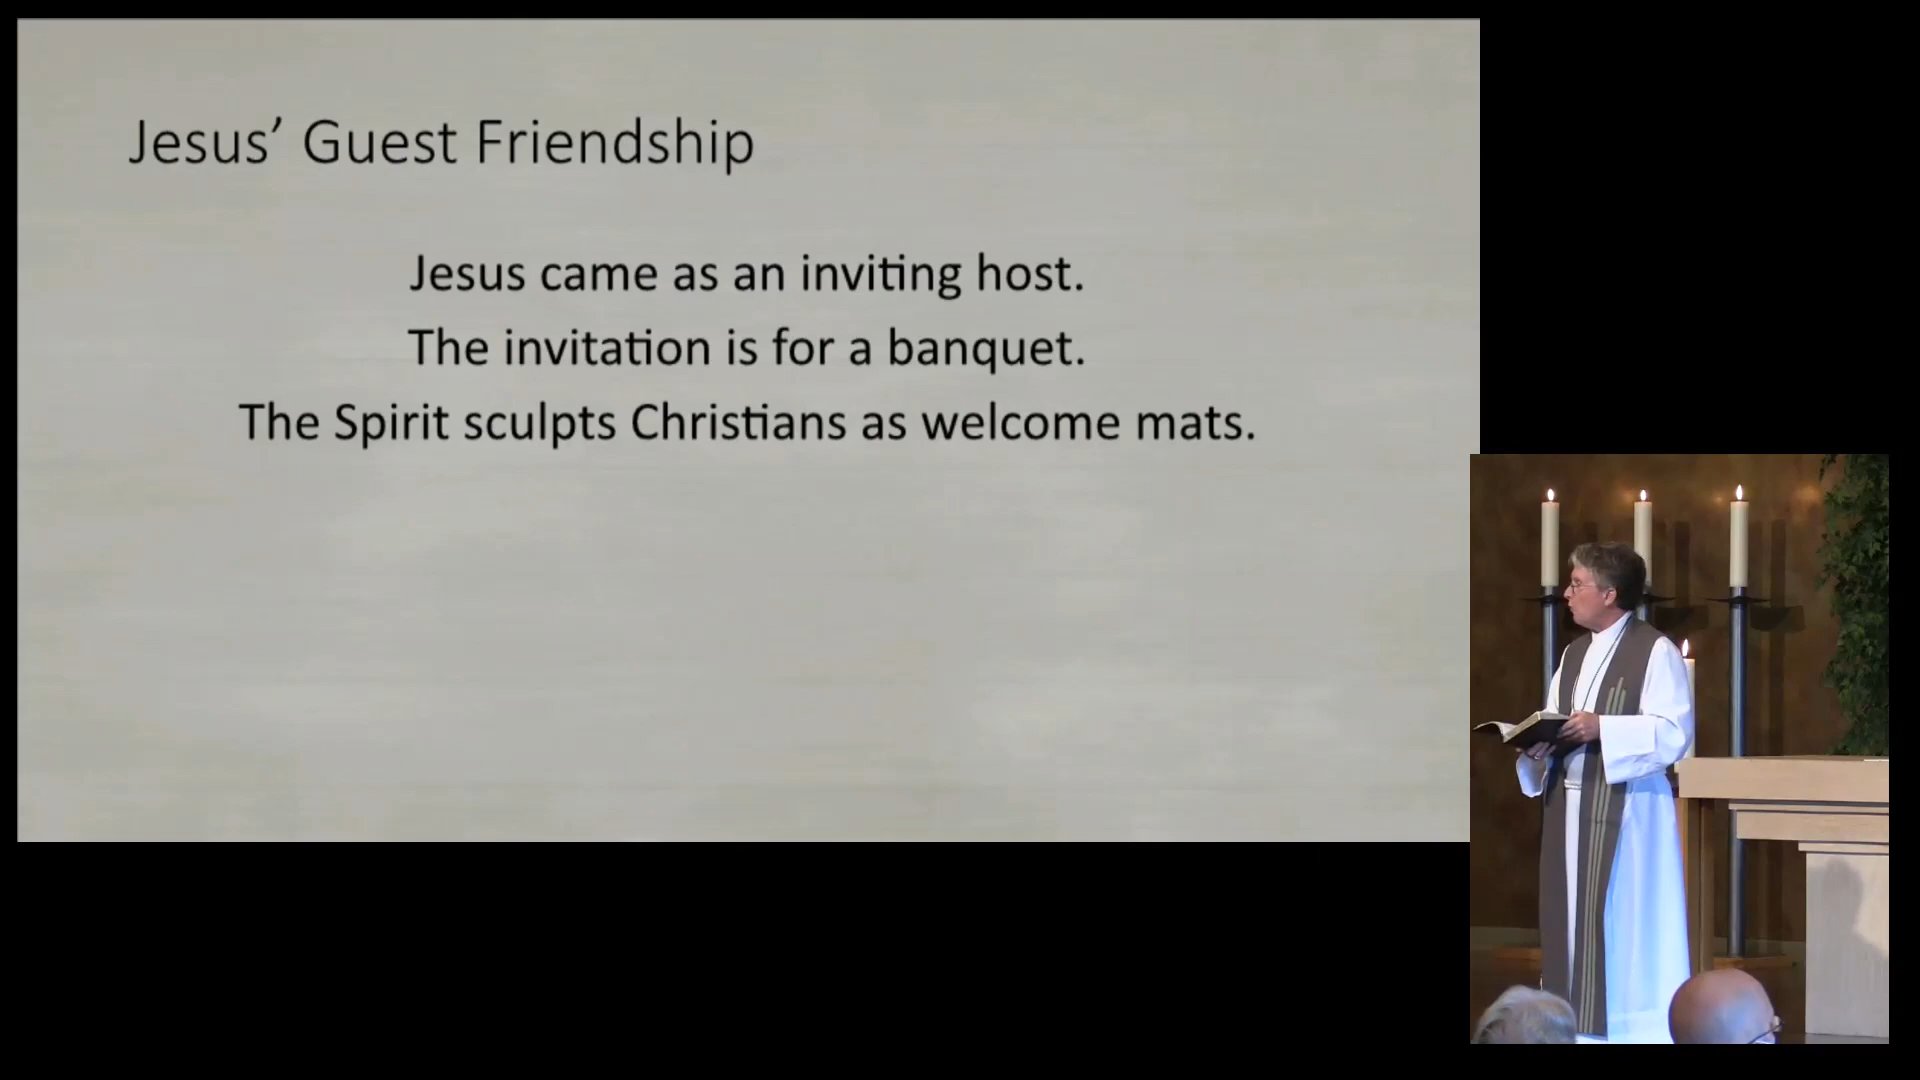 Jesus’ Guest Friendship
Jesus came as an inviting host.
The invitation is for a banquet.
The Spirit sculpts Christians as welcome mats.